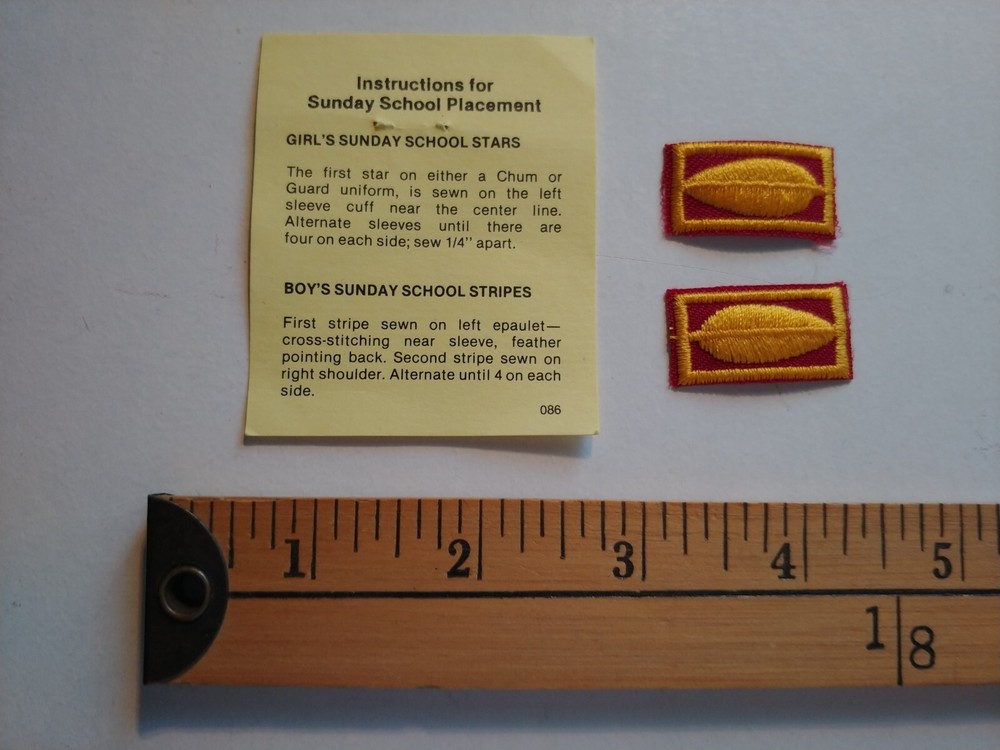 Instructions for
Sunday School Placement
GIRL'S SUNDAY SCHOOL STARS
The first star on either a Chum or
Guard uniform, is sewn on the left
sleeve cuff near the center line.
Alternate sleeves until there are
four on each side; sew 1/4" apart.
BOY'S SUNDAY SCHOOL STRIPES
First stripe sewn on left epaulet—
cross-stitching near sleeve, feather
pointing back. Second stripe sewn on
right shoulder. Alternate until 4 on each
side.
086
1 2 3 4 5
1 8